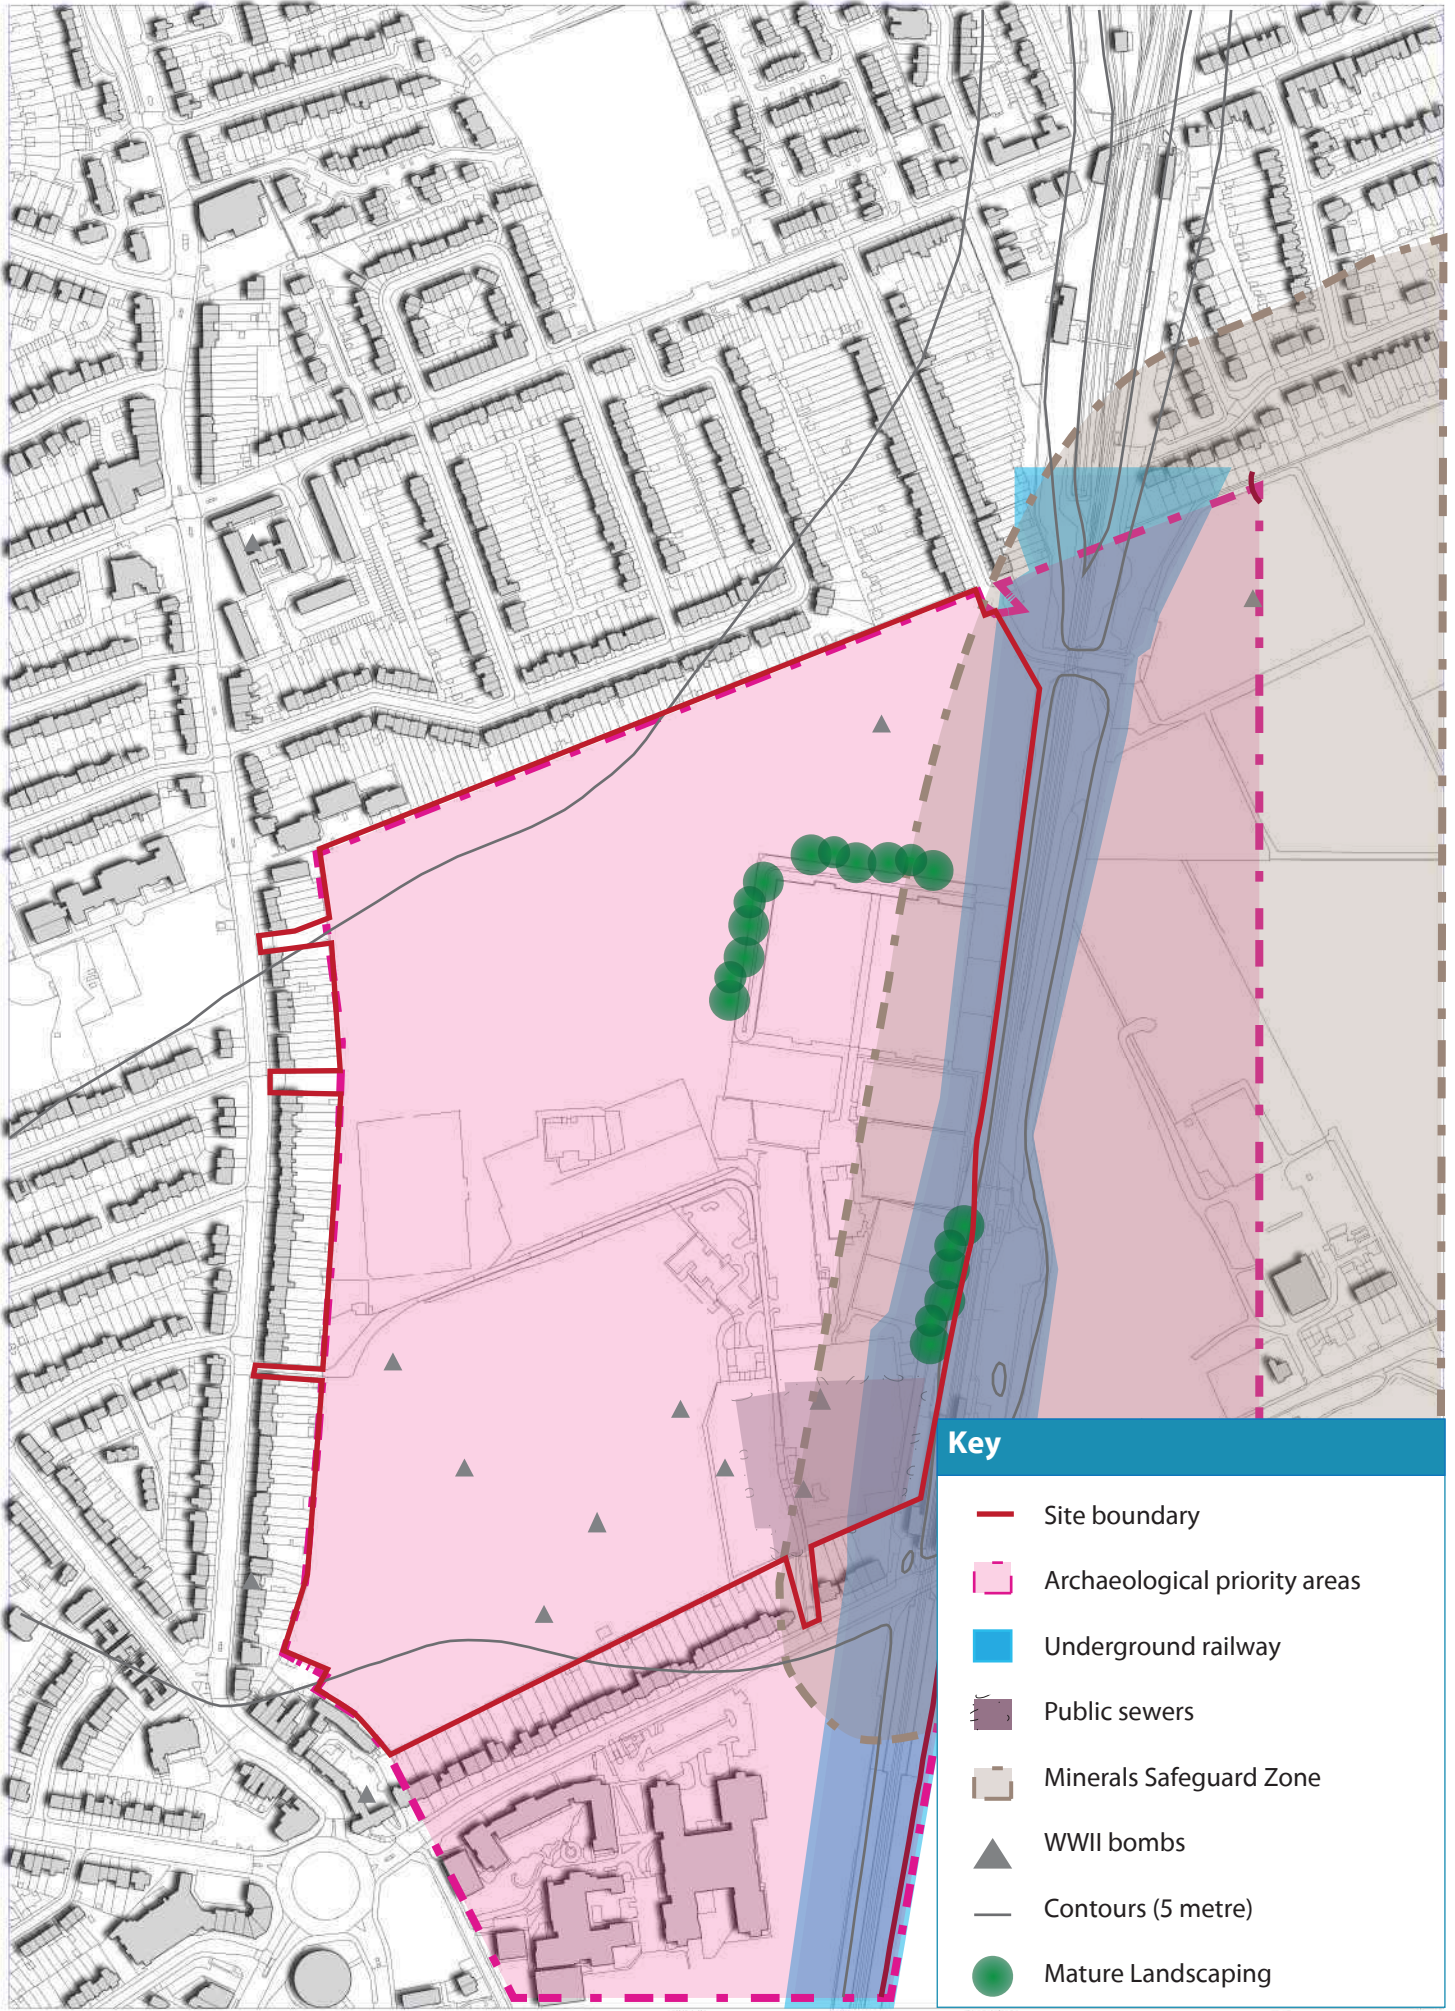 Key
Site boundary
Archaeological priority areas
Underground railway
Public sewers
Minerals Safeguard Zone
WWII bombs
Contours (5 metre)
Mature Landscaping